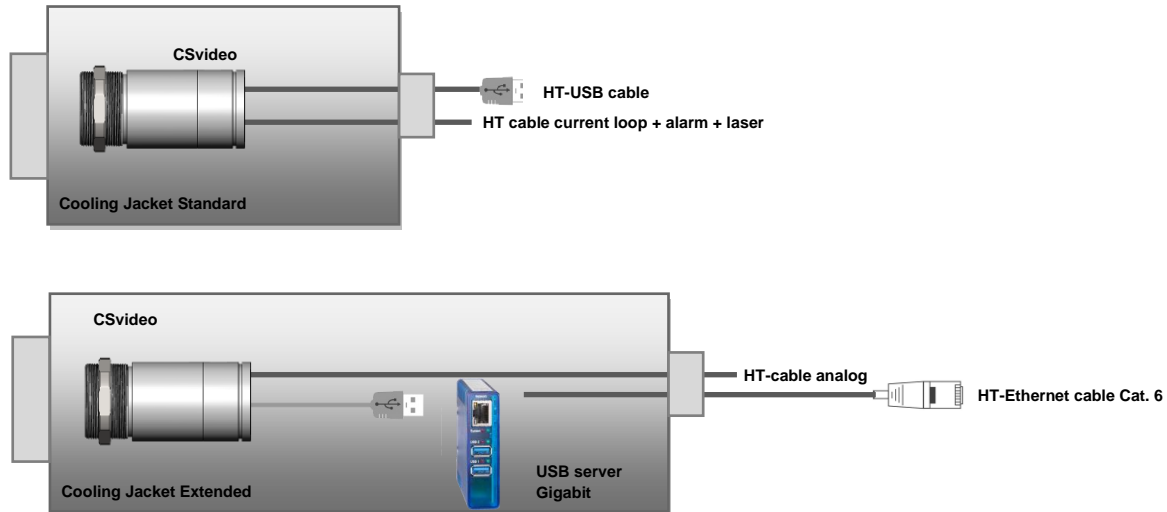 CSvideo
HT-USB cable
HT cable current loop + alarm + laser
Cooling Jacket Standard
CSvideo
HT-cable analog
HT-Ethernet cable Cat. 6
USB server
Gigabit
Cooling Jacket Extended